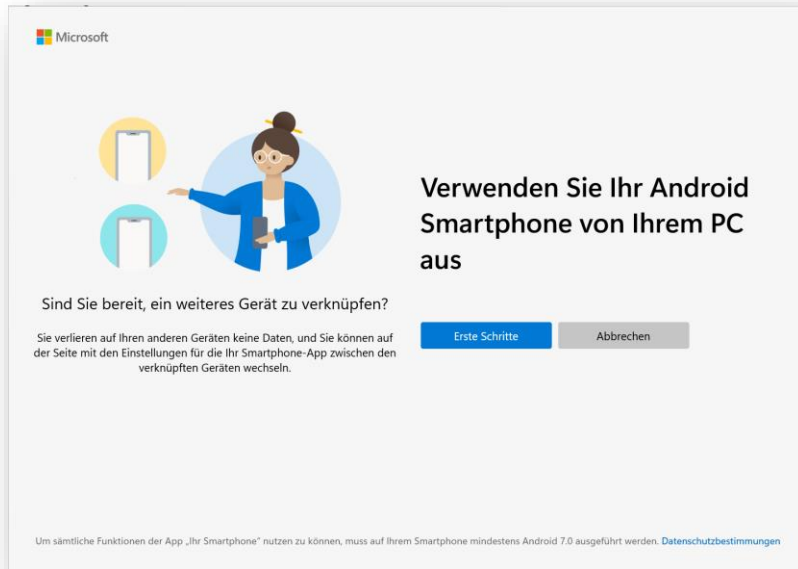 Microsoft
Sind Sie bereit, ein weiteres Gerät zu verknüpfen?
Sie verlieren auf Ihren anderen Geräten keine Daten, und Sie können auf
der Seite mit den Einstellungen für die Ihr Smartphone-App zwischen den
verknüpften Geräten wechseln.
Verwenden Sie Ihr Android
Smartphone von Ihrem PC
aus
Erste Schritte
Abbrechen
Um sämtliche Funktionen der App „Ihr Smartphone" nutzen zu können, muss auf Ihrem Smartphone mindestens Android 7.0 ausgeführt werden. Datenschutzbestimmungen